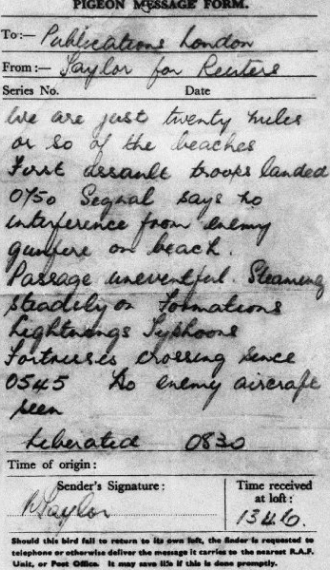 PIGEON MESSAGE FORM.
To:— Publications London
From:— Taylor for Reuters
Series No. Date
We are just twenty miles
or so of the beaches
First assault troops landed
0750 Segnal says no
interference from enemy
gunfire on beach.
Passage uneventful. Steaming
steadily on Formations
Lightnings Typhoons
Fortresses crossing sence
0545 No enemy aircraft
seen
Liberated 0830
Time of origin:
Sender's Signature:
Time received
at loft:
Taylor
1346.
Should this bird fail to return to its own loft, the finder is requested to
telephone or otherwise deliver the message it carries to the nearest R.A.F.
Unit, or Post Office. It may save life if this is done promptly.